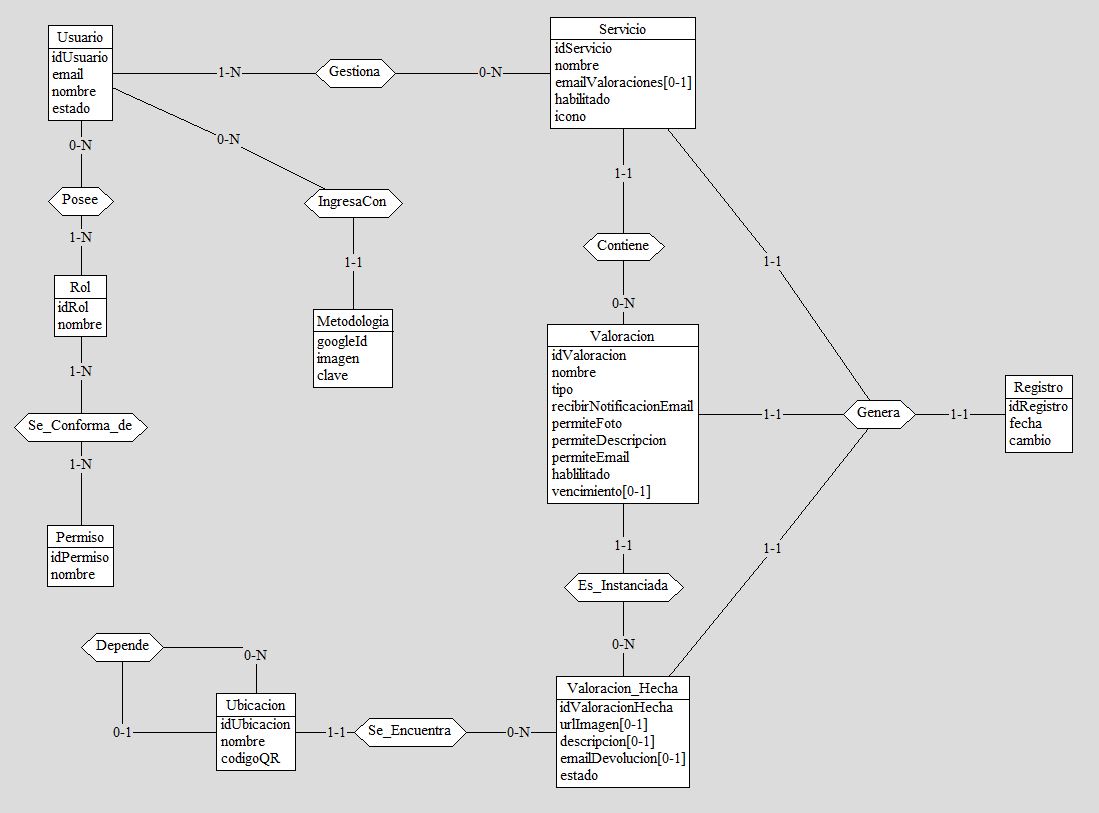 Usuario
idUsuario
email
nombre
estado
1-N
Gestiona
0-N
Servicio
idServicio
nombre
emailValoraciones[0-1]
habilitado
icono
0-N
Posee
1-N
Rol
idRol
nombre
1-N
Se_Conforma_de
1-N
Permiso
idPermiso
nombre
0-N
IngresaCon
1-1
Metodologia
googleId
imagen
clave
1-1
Contiene
0-N
Valoracion
idValoracion
nombre
tipo
recibirNotificacionEmail
permiteFoto
permiteDescripcion
permiteEmail
hablilitado
vencimiento[0-1]
1-1
1-1
Genera
1-1
Registro
idRegistro
fecha
cambio
1-1
1-1
Es_Instanciada
0-N
Depende
0-N
0-1
Ubicacion
idUbicacion
nombre
codigoQR
1-1
Se_Encuentra
0-N
Valoracion_Hecha
idValoracionHecha
urlImagen[0-1]
descripcion[0-1]
emailDevolucion[0-1]
estado